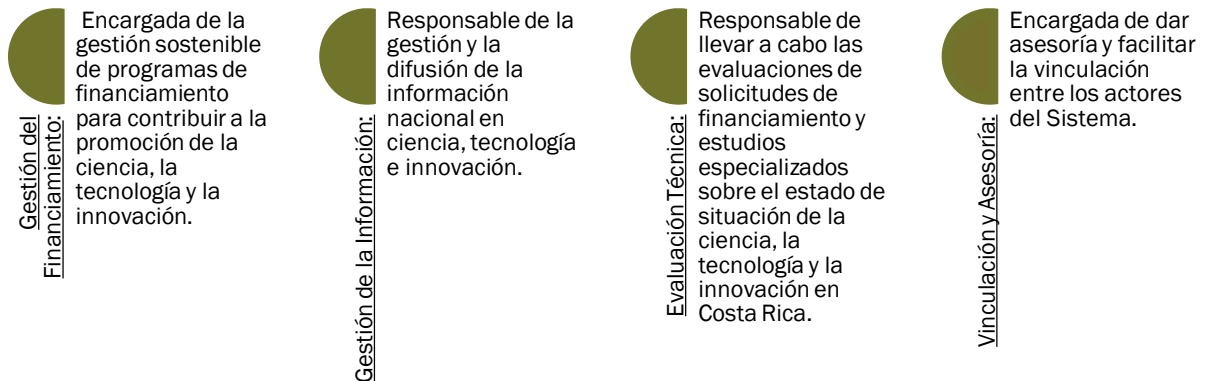 Gestión del
Financiamiento:
Encargada de la
gestión sostenible
de programas de
financiamiento
para contribuir a la
promoción de la
ciencia, la
tecnología y la
innovación.
Gestión de la Información:
Responsable de la
gestión y la
difusión de la
información
nacional en
ciencia, tecnología
e innovación.
Evaluación Técnica:
Responsable de
llevar a cabo las
evaluaciones de
solicitudes de
financiamiento y
estudios
especializados
sobre el estado de
situación de la
ciencia, la
tecnología y la
innovación en
Costa Rica.
Vinculación y Asesoría:
Encargada de dar
asesoría y facilitar
la vinculación
entre los actores
del Sistema.